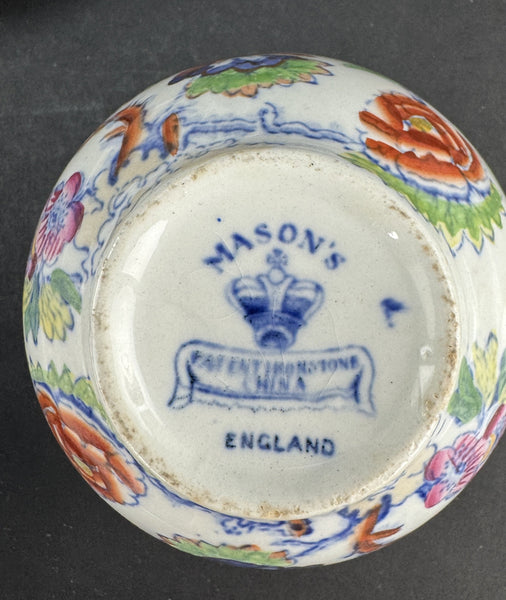 MASON'S
PATENT IRONSTONE
CHINA
ENGLAND